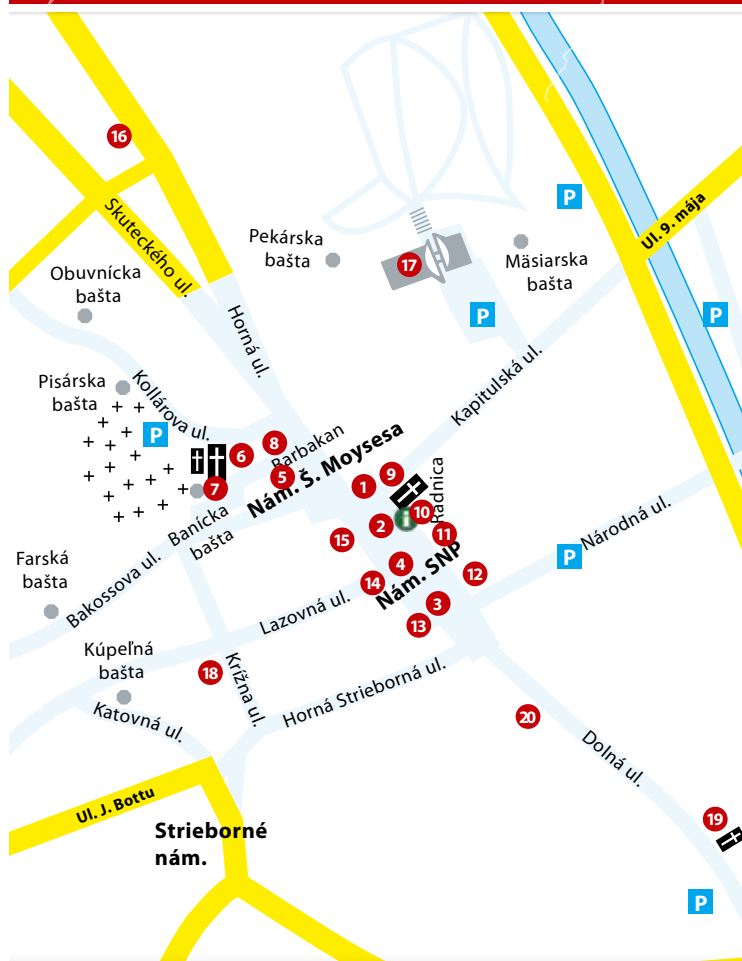 16
P
Ul. 9. mája
Skuteckého ul.
Pekárska
bašta
17
Mäsiarska
bašta
Obuvnícka
bašta
P
P
Horná ul.
Kapitulská ul.
Pisárska
bašta
Kollárova ul.
P
6
8
Barbakan
5
7
Nám. Š. Moysesa
1
9
Radnica
10
i
2
11
15
Banícka
bašta
Národná ul.
P
Farská
bašta
Bakossova ul.
4
14
Nám. SNP
12
3
13
Lazovná ul.
Kúpeľná
bašta
18
Krížna ul.
Horná Strieborná ul.
Katovná ul.
20
Dolná ul.
Ul. J. Bottu
Strieborné
nám.
19
P